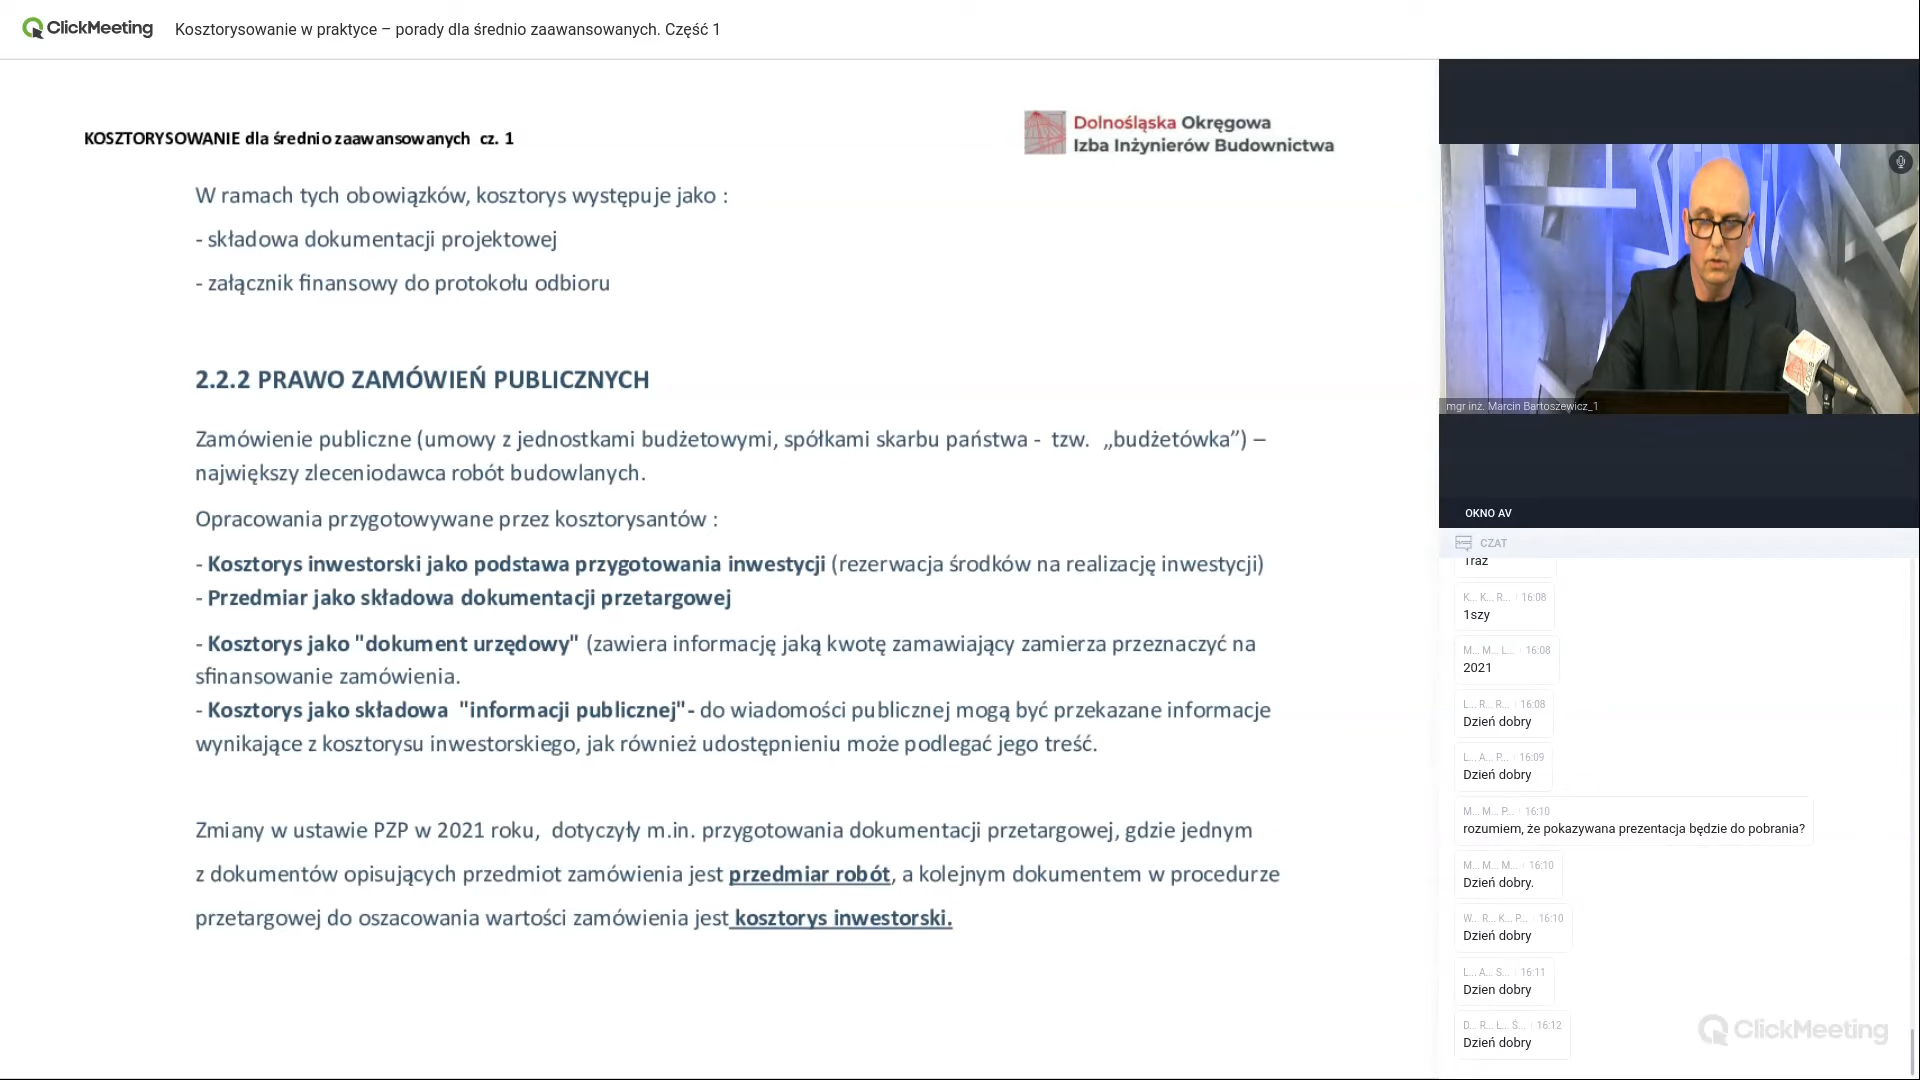 ClickMeeting
Kosztorysowanie w praktyce – porady dla średnio zaawansowanych. Część 1
KOSZTORYSOWANIE dla średnio zaawansowanych cz. 1
Dolnośląska Okręgowa
Izba Inżynierów Budownictwa
W ramach tych obowiązków, kosztorys występuje jako :
- składowa dokumentacji projektowej
- załącznik finansowy do protokołu odbioru
2.2.2 PRAWO ZAMÓWIEŃ PUBLICZNYCH
Zamówienie publiczne (umowy z jednostkami budżetowymi, spółkami skarbu państwa - tzw. „budżetówka”) –
największy zleceniodawca robót budowlanych.
Opracowania przygotowywane przez kosztorysantów :
- Kosztorys inwestorski jako podstawa przygotowania inwestycji (rezerwacja środków na realizację inwestycji)
- Przedmiar jako składowa dokumentacji przetargowej
- Kosztorys jako "dokument urzędowy" (zawiera informację jaką kwotę zamawiający zamierza przeznaczyć na
sfinansowanie zamówienia.
- Kosztorys jako składowa "informacji publicznej"- do wiadomości publicznej mogą być przekazane informacje
wynikające z kosztorysu inwestorskiego, jak również udostępnieniu może podlegać jego treść.
Zmiany w ustawie PZP w 2021 roku, dotyczyły m.in. przygotowania dokumentacji przetargowej, gdzie jednym
z dokumentów opisujących przedmiot zamówienia jest przedmiar robót, a kolejnym dokumentem w procedurze
przetargowej do oszacowania wartości zamówienia jest kosztorys inwestorski.
mgr inż. Marcin Bartoszewicz_1
OKNO AV
CZAT
1raz
K... K... R... 16:08
1szy
M... M... L... 16:08
2021
L... R... R... 16:08
Dzień dobry
L... A... P... 16:09
Dzień dobry
M... M... P... 16:10
rozumiem, że pokazywana prezentacja będzie do pobrania?
M... M... M... 16:10
Dzień dobry.
W... R... K... P... 16:10
Dzień dobry
L... A... S... 16:11
Dzien dobry
D... R... Ł... Ś... 16:12
Dzień dobry
ClickMeeting